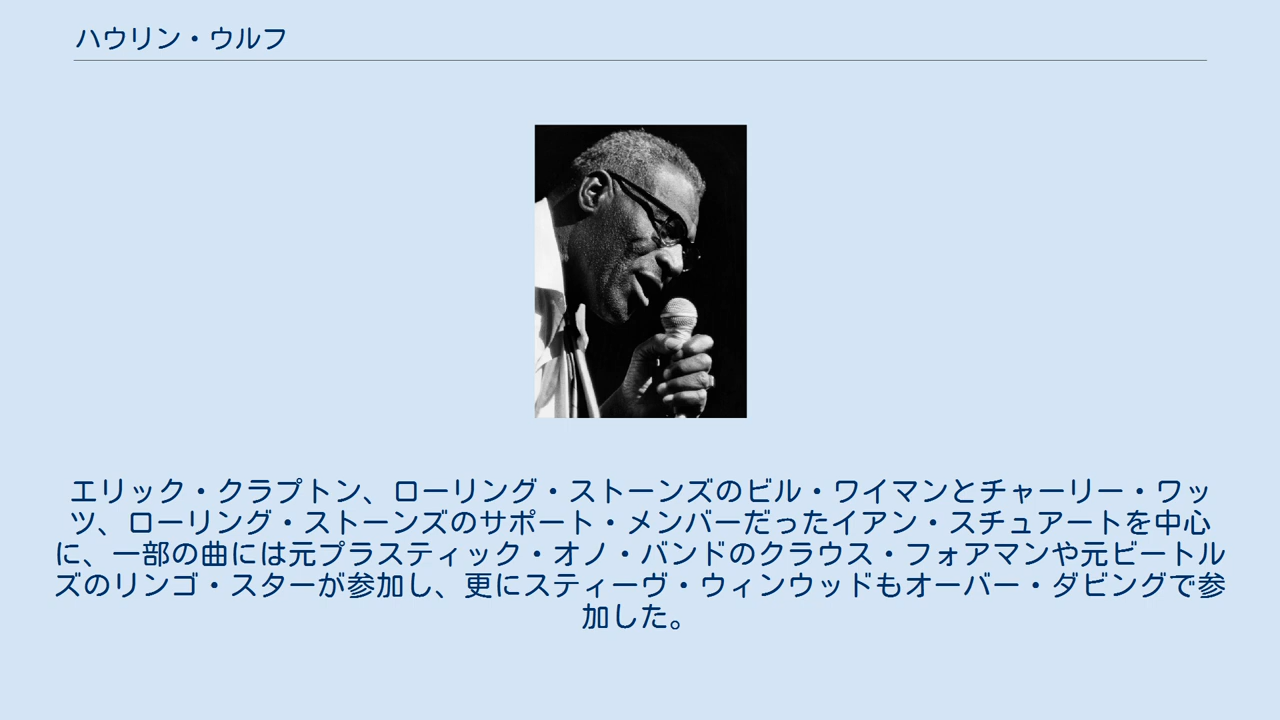 ハウリン・ウルフ
エリック・クラプトン、ローリング・ストーンズのビル・ワイマンとチャーリー・ワッ
ツ、ローリング・ストーンズのサポート・メンバーだったイアン・スチュアートを中心
に、一部の曲には元プラスティック・オノ・バンドのクラウス・フォアマンや元ビートル
ズのリンゴ・スターが参加し、更にスティーヴ・ウィンウッドもオーバー・ダビングで参
加した。